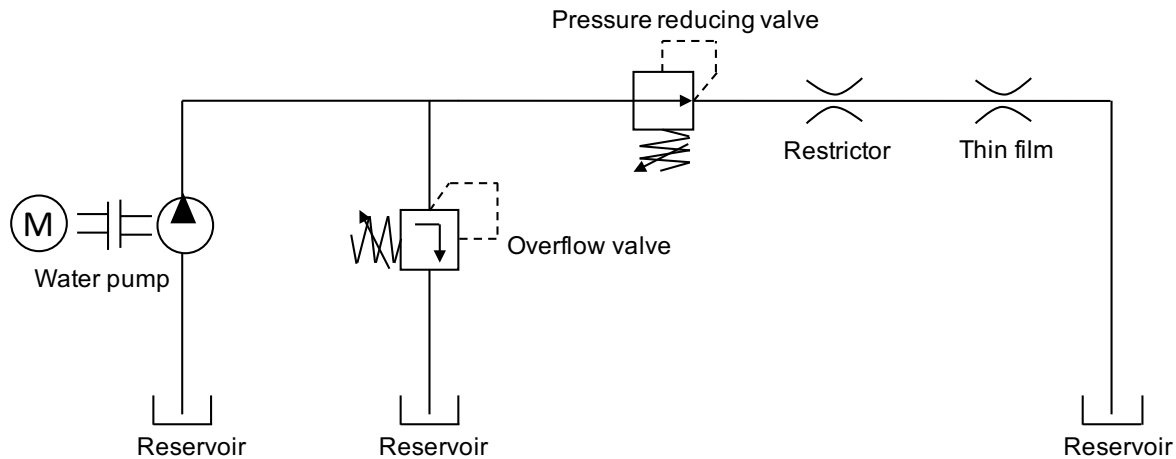 Pressure reducing valve
Restrictor
Thin film
M
Overflow valve
Water pump
Reservoir
Reservoir
Reservoir